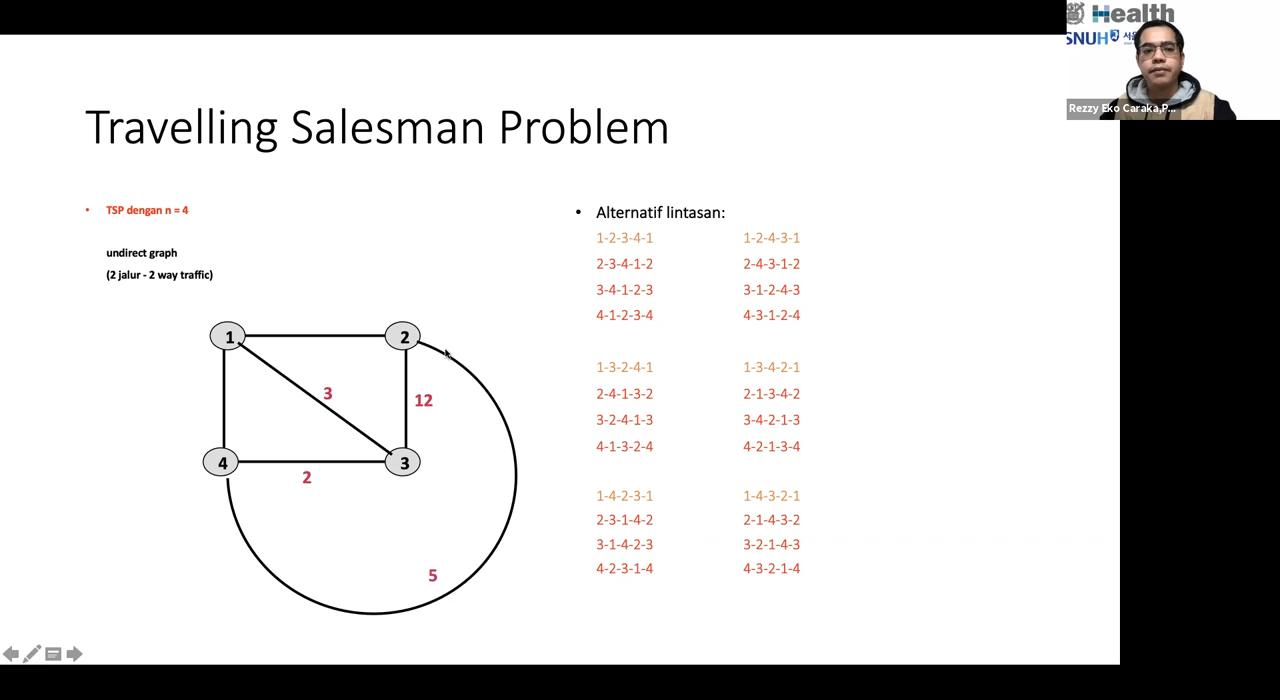 Health
SNUH
서울
Rezzy Eko Caraka,P...
Travelling Salesman Problem
• TSP dengan n = 4
undirect graph
(2 jalur - 2 way traffic)
1
2
3
12
4
3
2
5
• Alternatif lintasan:
1-2-3-4-1 1-2-4-3-1
2-3-4-1-2 2-4-3-1-2
3-4-1-2-3 3-1-2-4-3
4-1-2-3-4 4-3-1-2-4
1-3-2-4-1 1-3-4-2-1
2-4-1-3-2 2-1-3-4-2
3-2-4-1-3 3-4-2-1-3
4-1-3-2-4 4-2-1-3-4
1-4-2-3-1 1-4-3-2-1
2-3-1-4-2 2-1-4-3-2
3-1-4-2-3 3-2-1-4-3
4-2-3-1-4 4-3-2-1-4